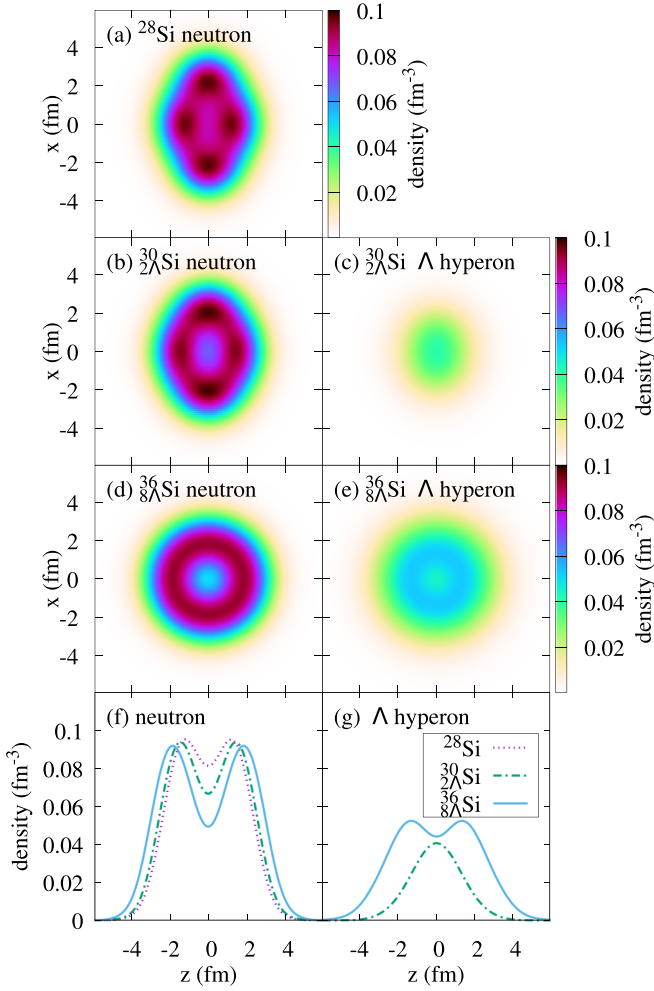 (a) ²⁸Si neutron
4
2
0
-2
-4
x (fm)
0.1
0.08
0.06
0.04
0.02
density (fm⁻³)
(b) ³⁰₂ΛSi neutron
4
2
0
-2
-4
x (fm)
(c) ³⁰₂ΛSi Λ hyperon
0.1
0.08
0.06
0.04
0.02
density (fm⁻³)
(d) ³⁶₈ΛSi neutron
4
2
0
-2
-4
x (fm)
(e) ³⁶₈ΛSi Λ hyperon
0.1
0.08
0.06
0.04
0.02
density (fm⁻³)
(f) neutron
0.1
0.08
0.06
0.04
0.02
0
density (fm⁻³)
-4 -2 0 2 4
z (fm)
(g) Λ hyperon
²⁸Si
³⁰₂ΛSi
³⁶₈ΛSi
-4 -2 0 2 4
z (fm)